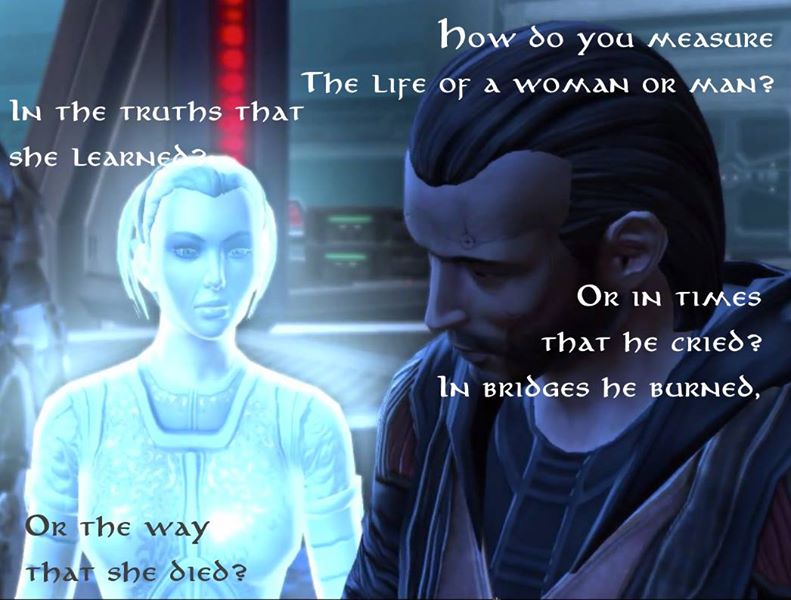 How do you measure
The life of a woman or man?
In the truths that
she learned?
Or in times
that he cried?
In bridges he burned,
Or the way
that she died?